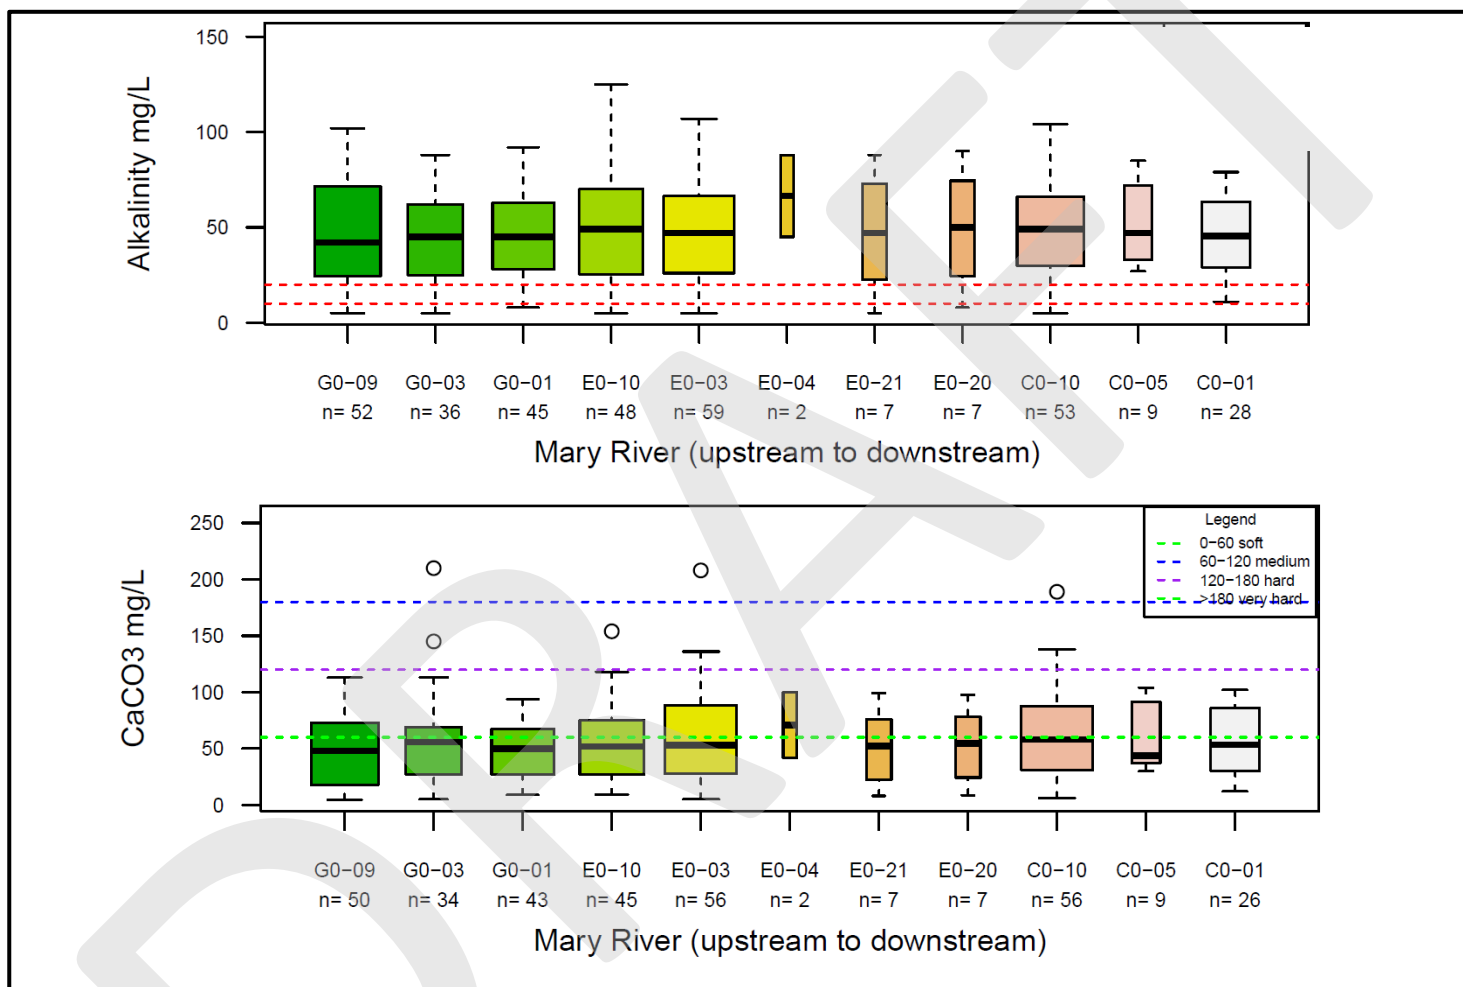 150
100
50
0
Alkalinity mg/L
G0−09 G0−03 G0−01 E0−10 E0−03 E0−04 E0−21 E0−20 C0−10 C0−05 C0−01
n= 52 n= 36 n= 45 n= 48 n= 59 n= 2 n= 7 n= 7 n= 53 n= 9 n= 28
Mary River (upstream to downstream)
250
200
150
100
50
0
CaCO3 mg/L
Legend
0−60 soft
60−120 medium
120−180 hard
>180 very hard
G0−09 G0−03 G0−01 E0−10 E0−03 E0−04 E0−21 E0−20 C0−10 C0−05 C0−01
n= 50 n= 34 n= 43 n= 45 n= 56 n= 2 n= 7 n= 7 n= 56 n= 9 n= 26
Mary River (upstream to downstream)
DRAFT